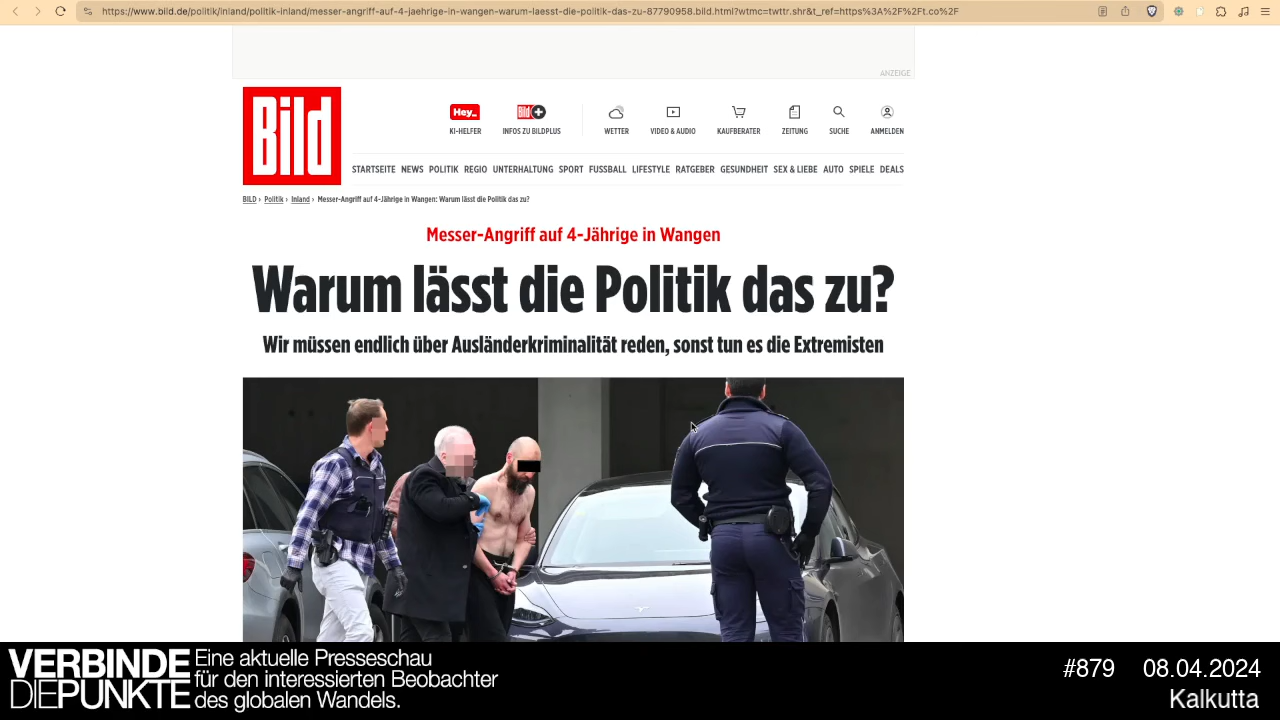 https://www.bild.de/politik/inland/nach-schockierender-messer-attacke-auf-maedchen-in-wangen-warum-laesst-die-politik-das-zu-87790958.bild.html?wtmc=twttr.shr&t_ref=https%3A%2F%2Ft.co%2F
ANZEIGE
Bild
Hey_
Bild
KI-HELFER INFOS ZU BILDPLUS WETTER VIDEO & AUDIO KAUFBERATER ZEITUNG SUCHE ANMELDEN
STARTSEITE NEWS POLITIK REGIO UNTERHALTUNG SPORT FUSSBALL LIFESTYLE RATGEBER GESUNDHEIT SEX & LIEBE AUTO SPIELE DEALS
BILD › Politik › Inland › Messer-Angriff auf 4-Jährige in Wangen: Warum lässt die Politik das zu?
Messer-Angriff auf 4-Jährige in Wangen
Warum lässt die Politik das zu?
Wir müssen endlich über Ausländerkriminalität reden, sonst tun es die Extremisten
VERBINDE
DIEPUNKTE
Eine aktuelle Presseschau
für den interessierten Beobachter
des globalen Wandels.
#879 08.04.2024
Kalkutta